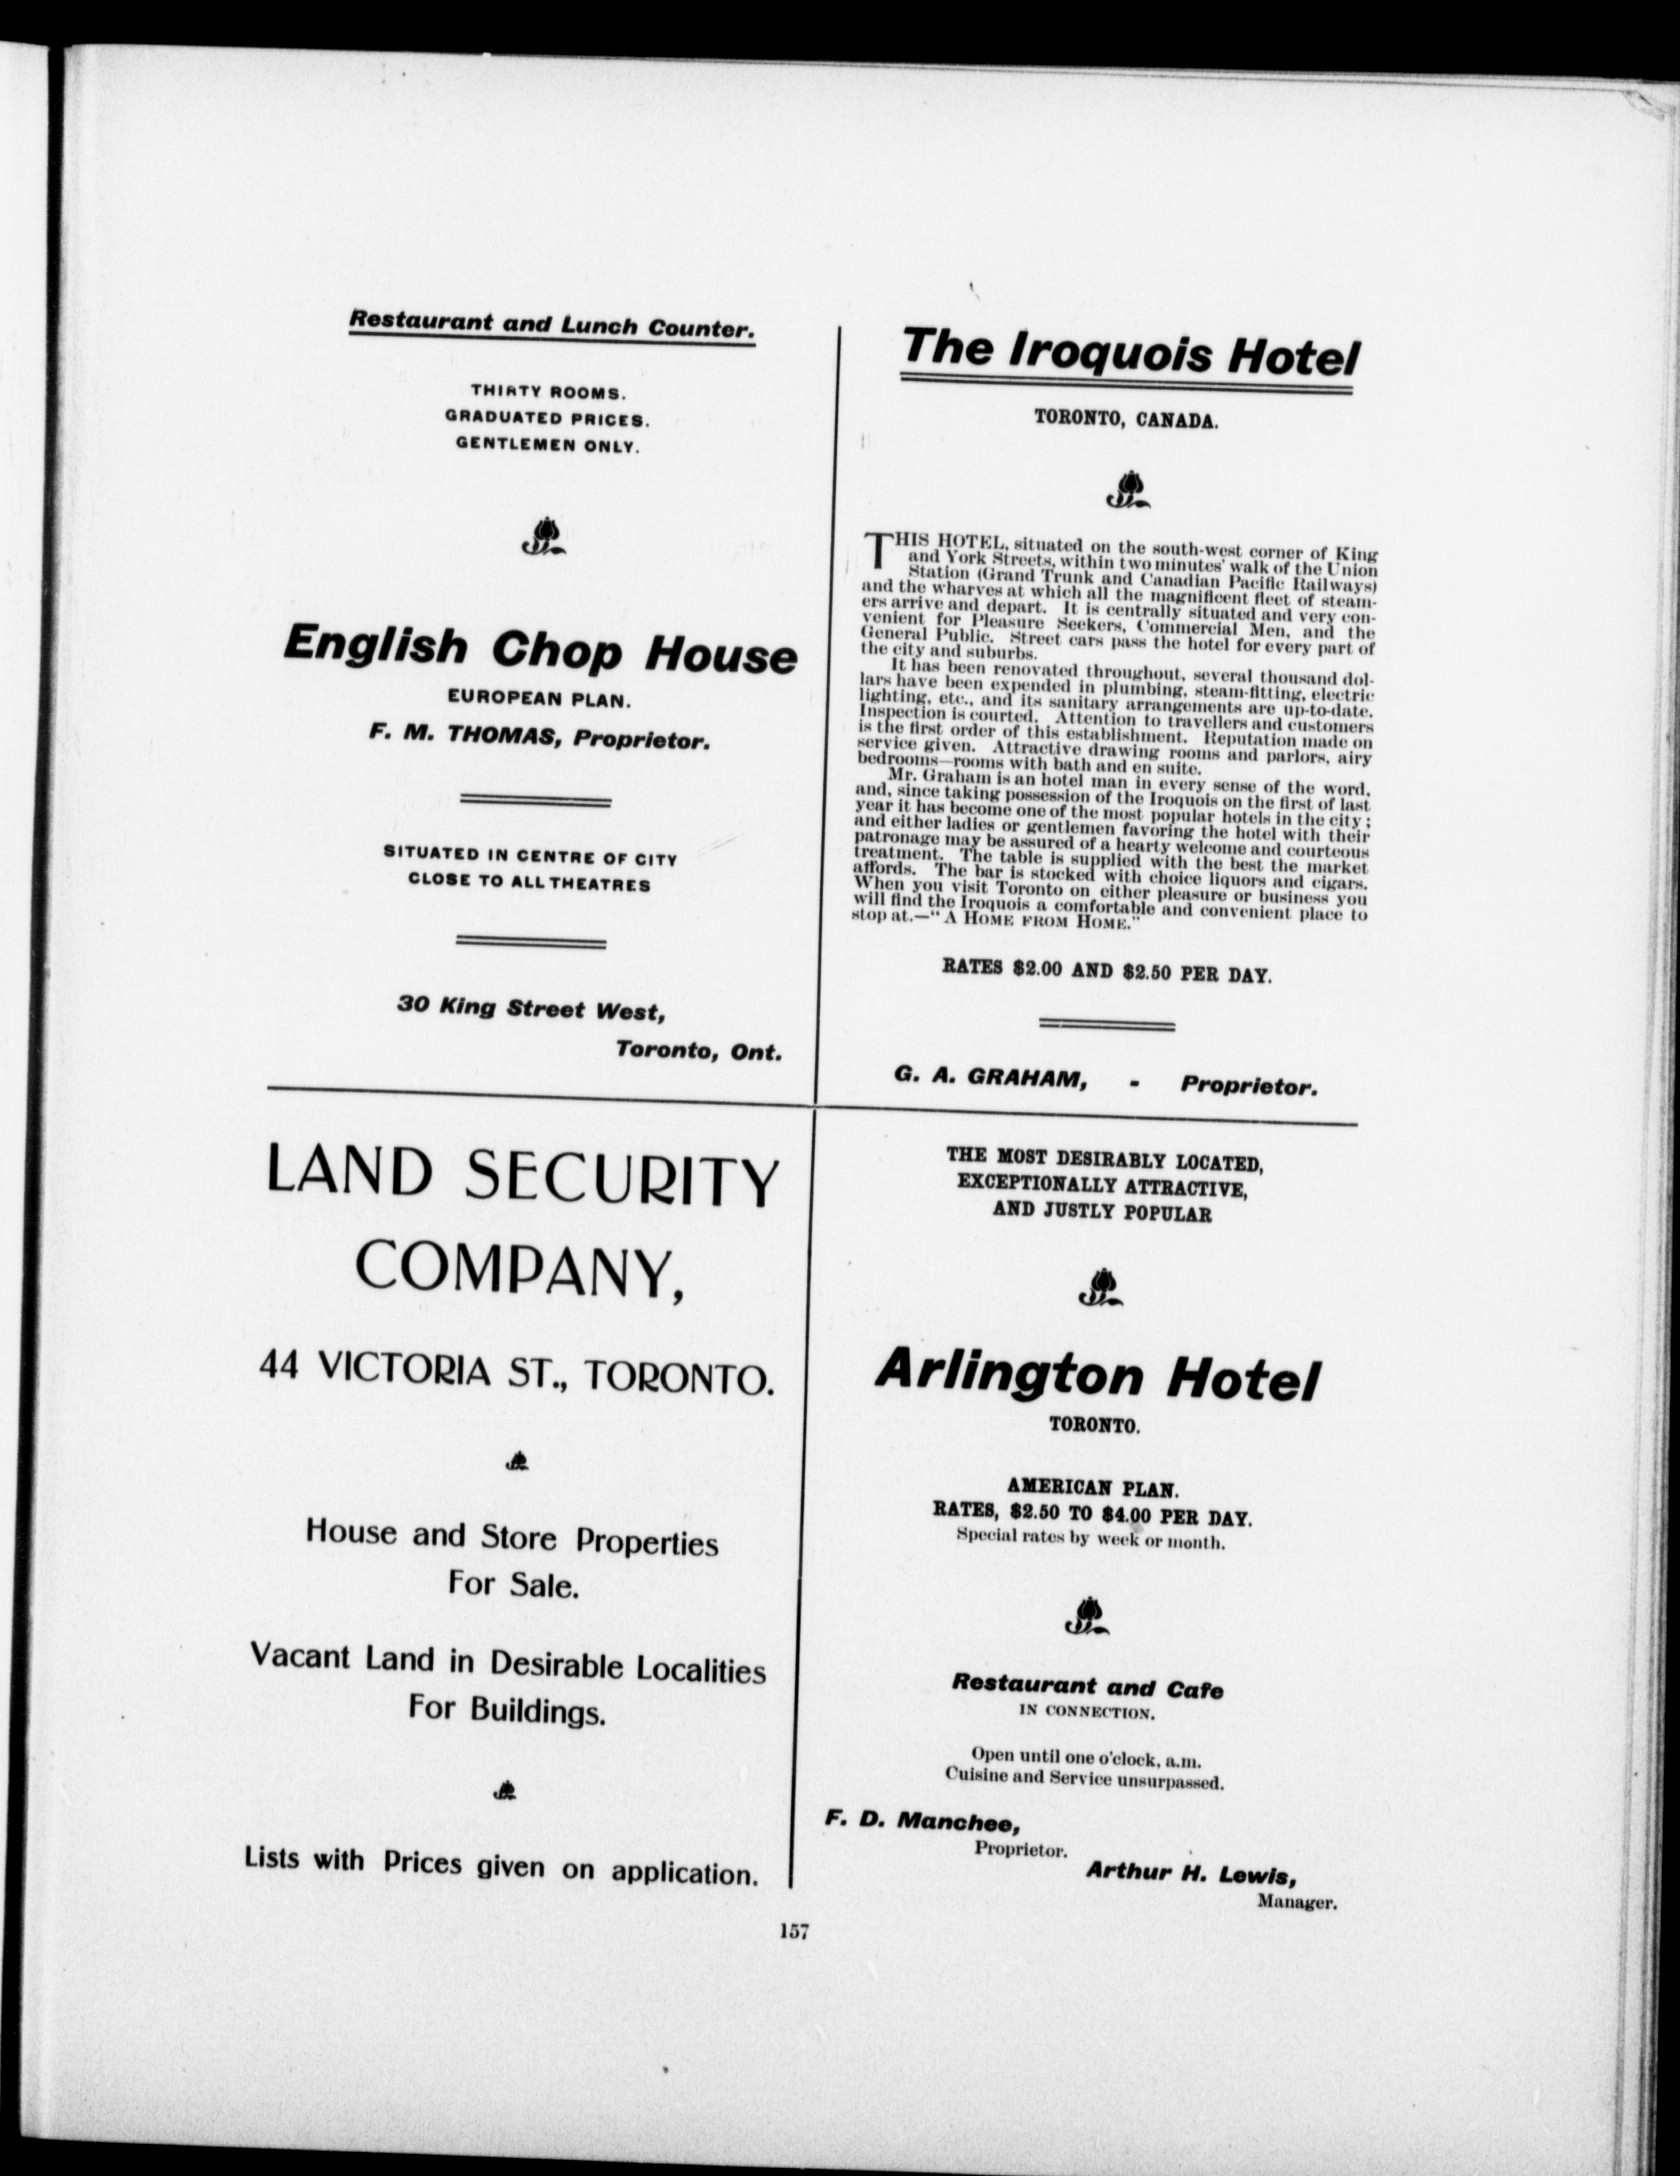 Restaurant and Lunch Counter.
THIRTY ROOMS.
GRADUATED PRICES.
GENTLEMEN ONLY.
English Chop House
EUROPEAN PLAN.
F. M. THOMAS, Proprietor.
SITUATED IN CENTRE OF CITY
CLOSE TO ALL THEATRES
30 King Street West,
Toronto, Ont.
The Iroquois Hotel
TORONTO, CANADA.
THIS HOTEL, situated on the south-west corner of King
and York Streets, within two minutes' walk of the Union
Station (Grand Trunk and Canadian Pacific Railways)
and the wharves at which all the magnificent fleet of steam-
ers arrive and depart. It is centrally situated and very con-
venient for Pleasure Seekers, Commercial Men, and the
General Public. Street cars pass the hotel for every part of
the city and suburbs.
It has been renovated throughout, several thousand dol-
lars have been expended in plumbing, steam-fitting, electric
lighting, etc., and its sanitary arrangements are up-to-date.
Inspection is courted. Attention to travellers and customers
is the first order of this establishment. Reputation made on
service given. Attractive drawing rooms and parlors, airy
bedrooms—rooms with bath and en suite.
Mr. Graham is an hotel man in every sense of the word,
and, since taking possession of the Iroquois on the first of last
year it has become one of the most popular hotels in the city;
and either ladies or gentlemen favoring the hotel with their
patronage may be assured of a hearty welcome and courteous
treatment. The table is supplied with the best the market
affords. The bar is stocked with choice liquors and cigars.
When you visit Toronto on either pleasure or business you
will find the Iroquois a comfortable and convenient place to
stop at.—"A HOME FROM HOME."
RATES $2.00 AND $2.50 PER DAY.
G. A. GRAHAM, - Proprietor.
LAND SECURITY
COMPANY,
44 VICTORIA ST., TORONTO.
House and Store Properties
For Sale.
Vacant Land in Desirable Localities
For Buildings.
Lists with Prices given on application.
THE MOST DESIRABLY LOCATED,
EXCEPTIONALLY ATTRACTIVE,
AND JUSTLY POPULAR
Arlington Hotel
TORONTO.
AMERICAN PLAN.
RATES, $2.50 TO $4.00 PER DAY.
Special rates by week or month.
Restaurant and Cafe
IN CONNECTION.
Open until one o'clock, a.m.
Cuisine and Service unsurpassed.
F. D. Manchee,
Proprietor.
Arthur H. Lewis,
Manager.
157